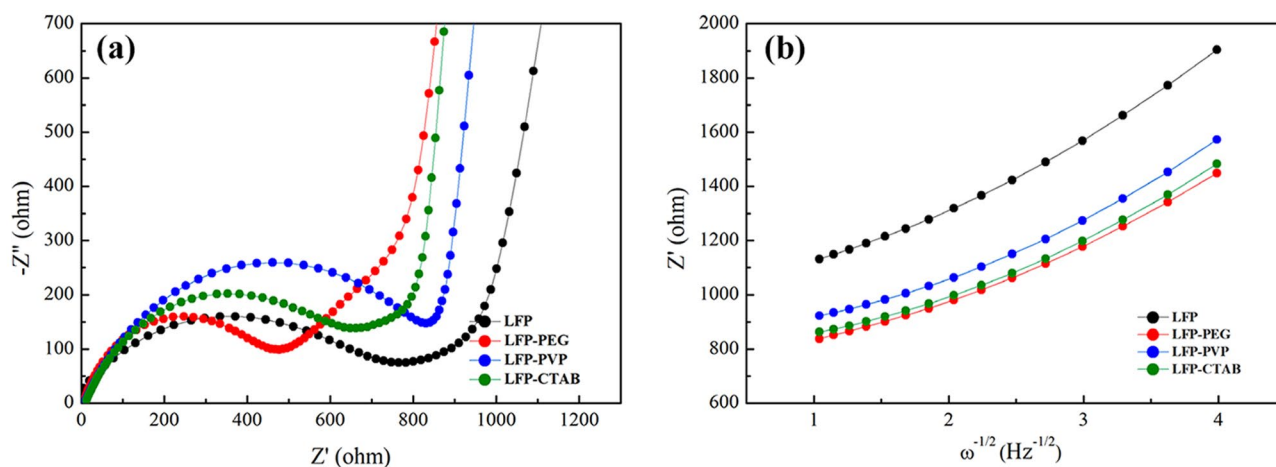 (a)
700
600
500
400
300
200
100
0
-Z'' (ohm)
0 200 400 600 800 1000 1200
Z' (ohm)
LFP
LFP-PEG
LFP-PVP
LFP-CTAB
(b)
2000
1800
1600
1400
1200
1000
800
600
Z' (ohm)
1 2 3 4
ω-1/2 (Hz-1/2)
LFP
LFP-PEG
LFP-PVP
LFP-CTAB